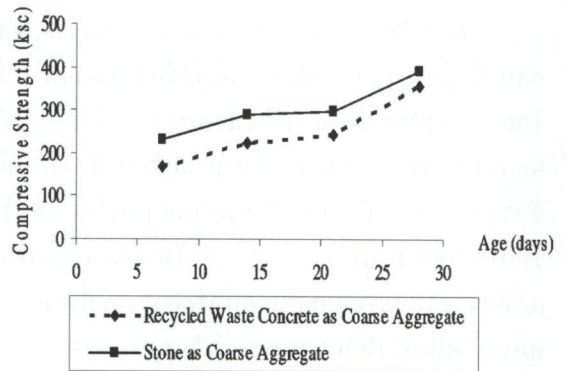 Compressive Strength (ksc)
500
400
300
200
100
0
0 5 10 15 20 25 30
Age (days)
Recycled Waste Concrete as Coarse Aggregate
Stone as Coarse Aggregate